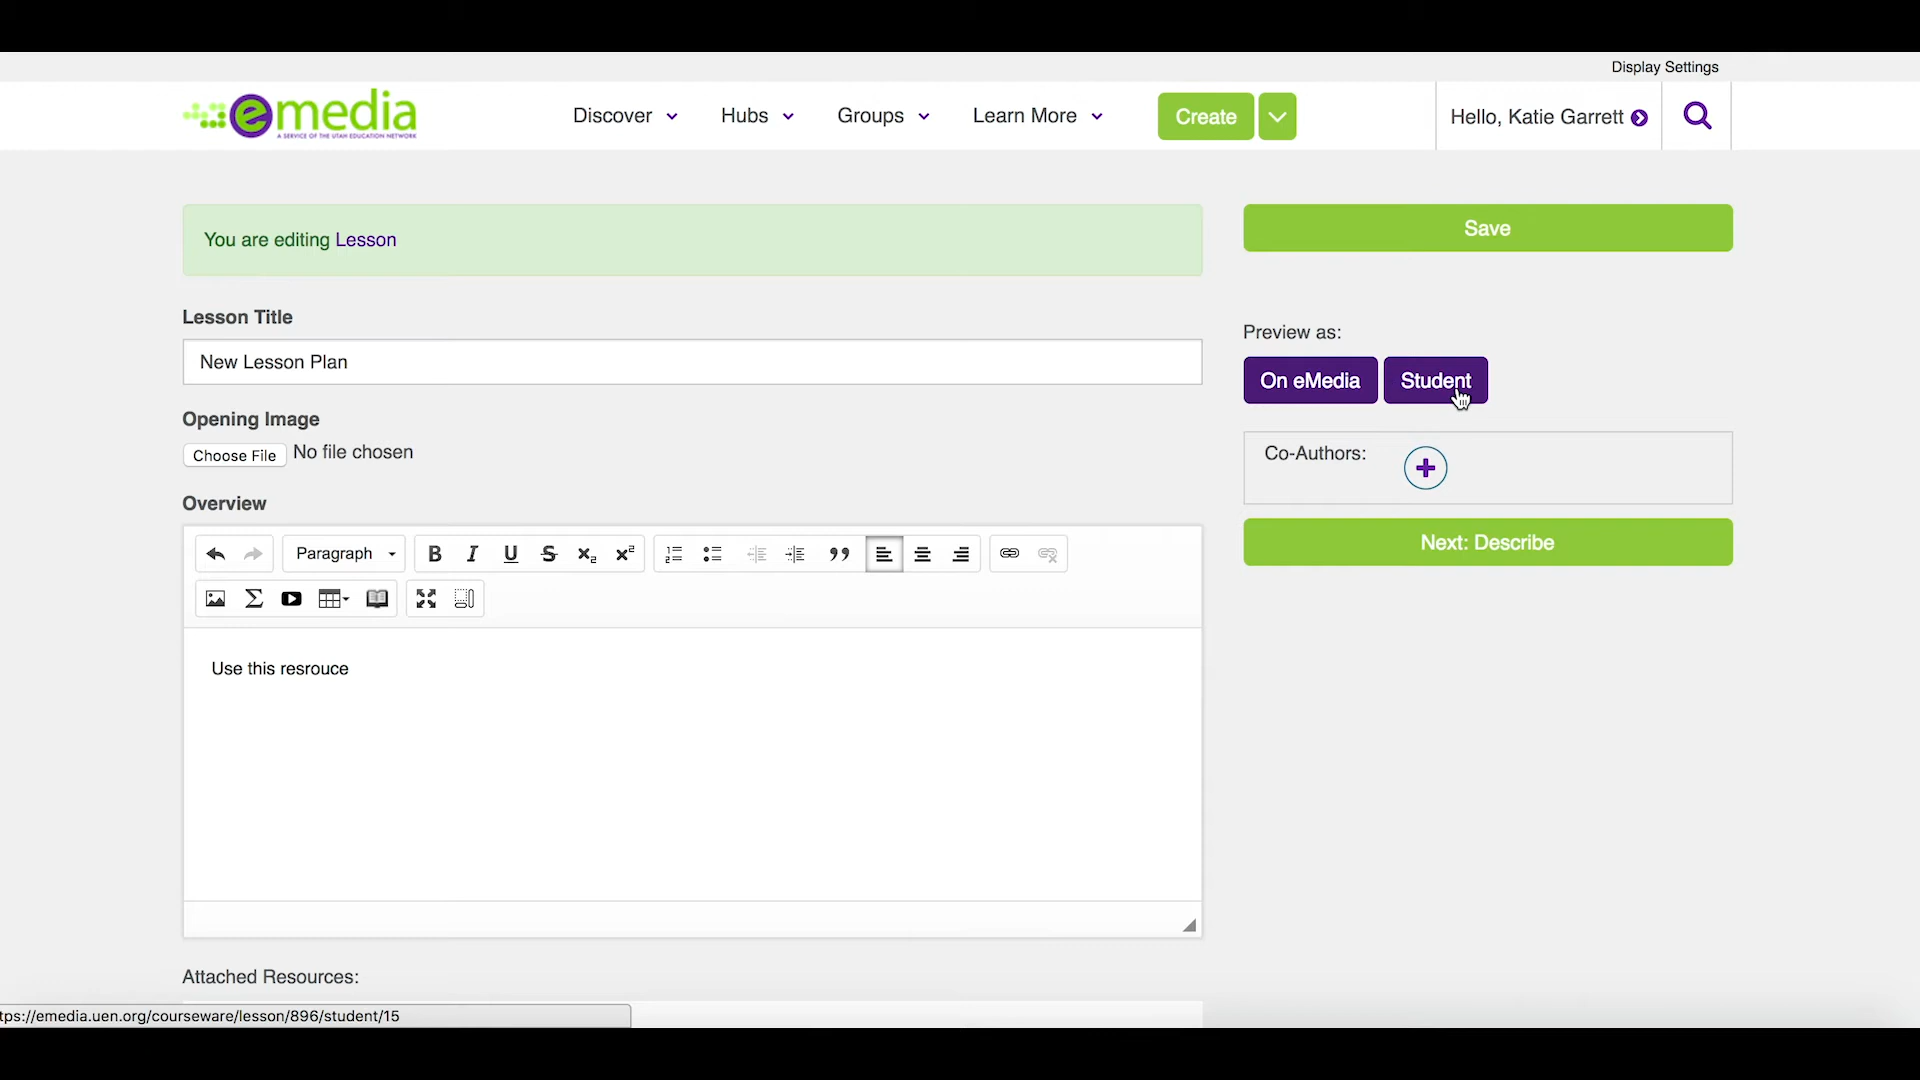 Display Settings
emedia
A SERVICE OF THE UTAH EDUCATION NETWORK
Discover Hubs Groups Learn More Create Hello, Katie Garrett
You are editing Lesson
Save
Lesson Title
New Lesson Plan
Preview as:
On eMedia Student
Opening Image
Choose File No file chosen
Co-Authors:
Overview
Next: Describe
Paragraph B I U S x₂ x²
Use this resrouce
Attached Resources:
tps://emedia.uen.org/courseware/lesson/896/student/15